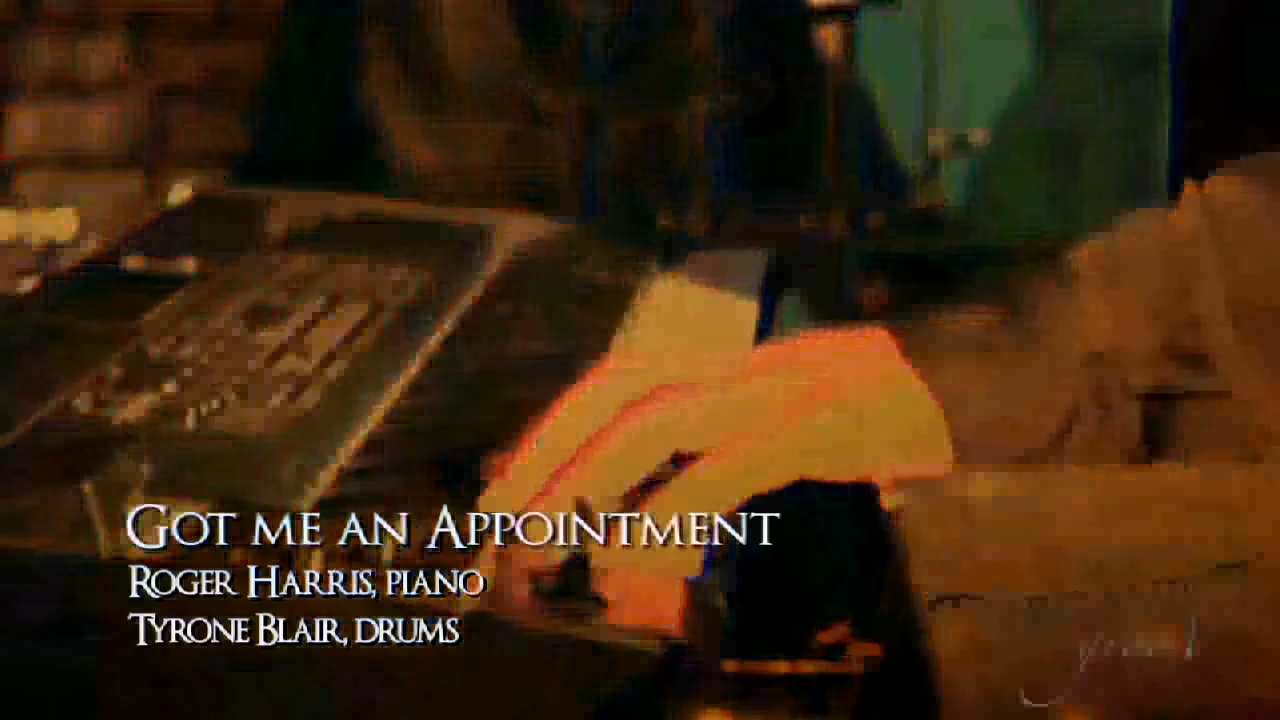 Got me an Appointment
Roger Harris, piano
Tyrone Blair, drums